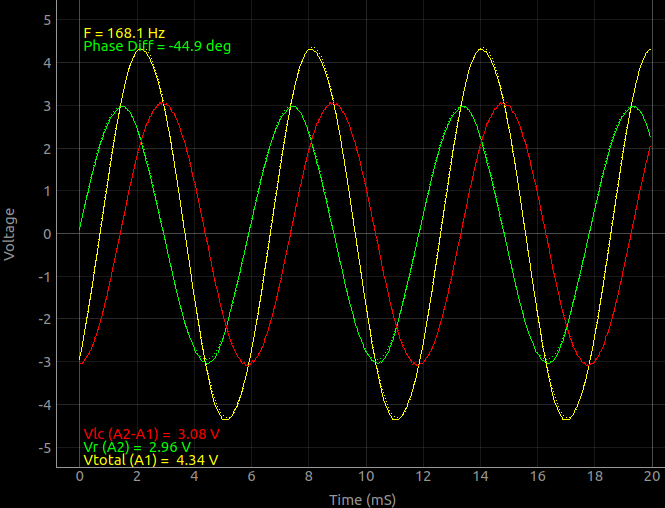 F = 168.1 Hz
Phase Diff = -44.9 deg
5
4
3
2
1
0
-1
-2
-3
-4
-5
Voltage
Vlc (A2-A1) = 3.08 V
Vr (A2) = 2.96 V
Vtotal (A1) = 4.34 V
0 2 4 6 8 10 12 14 16 18 20
Time (mS)